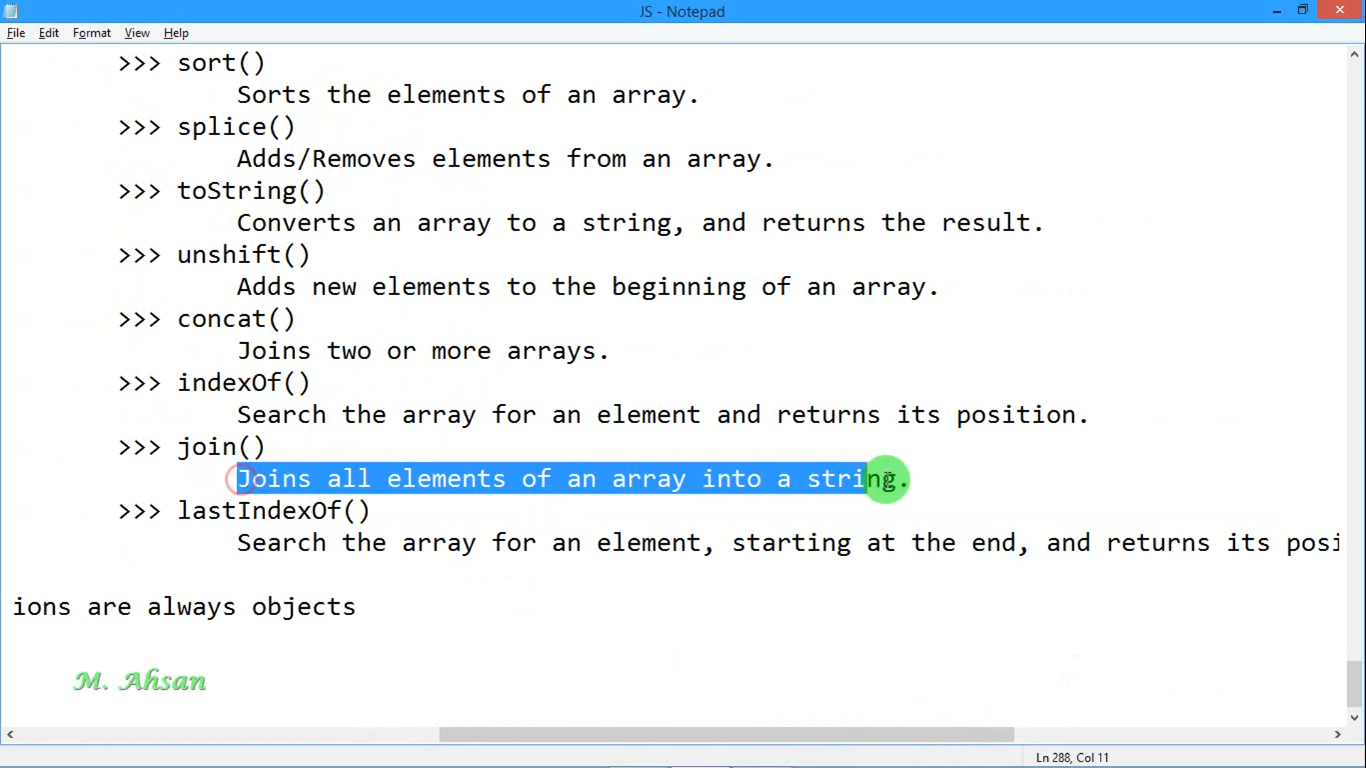 JS - Notepad
File Edit Format View Help
>>> sort()
Sorts the elements of an array.
>>> splice()
Adds/Removes elements from an array.
>>> toString()
Converts an array to a string, and returns the result.
>>> unshift()
Adds new elements to the beginning of an array.
>>> concat()
Joins two or more arrays.
>>> indexOf()
Search the array for an element and returns its position.
>>> join()
Joins all elements of an array into a string.
>>> lastIndexOf()
Search the array for an element, starting at the end, and returns its posi
ions are always objects
M. Ahsan
Ln 288, Col 11